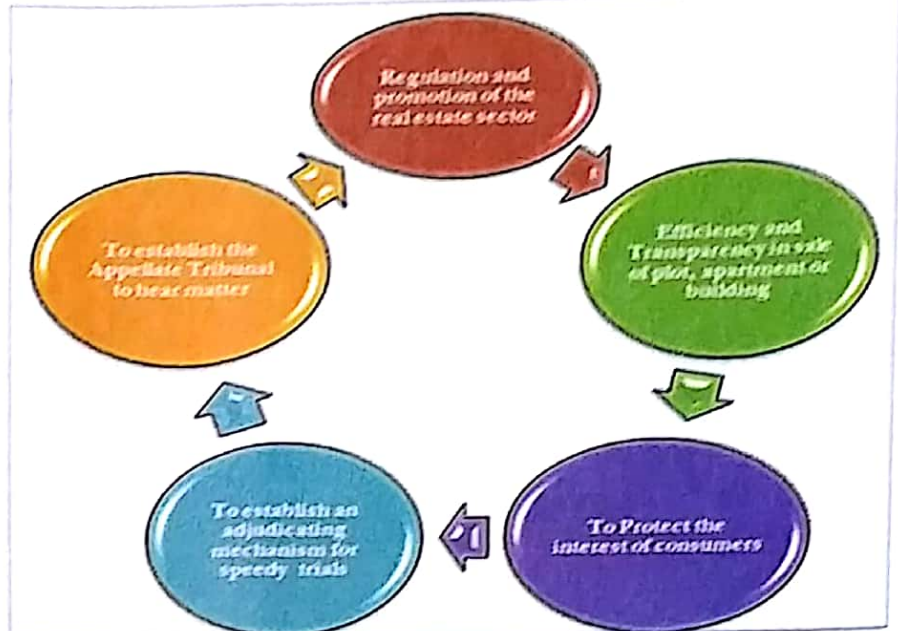 Regulation and
promotion of the
real estate sector
Efficiency and
Transparency in sale
of plot, apartment or
building
To Protect the
interest of consumers
To establish an
adjudicating
mechanism for
speedy trials
To establish the
Appellate Tribunal
to hear matter